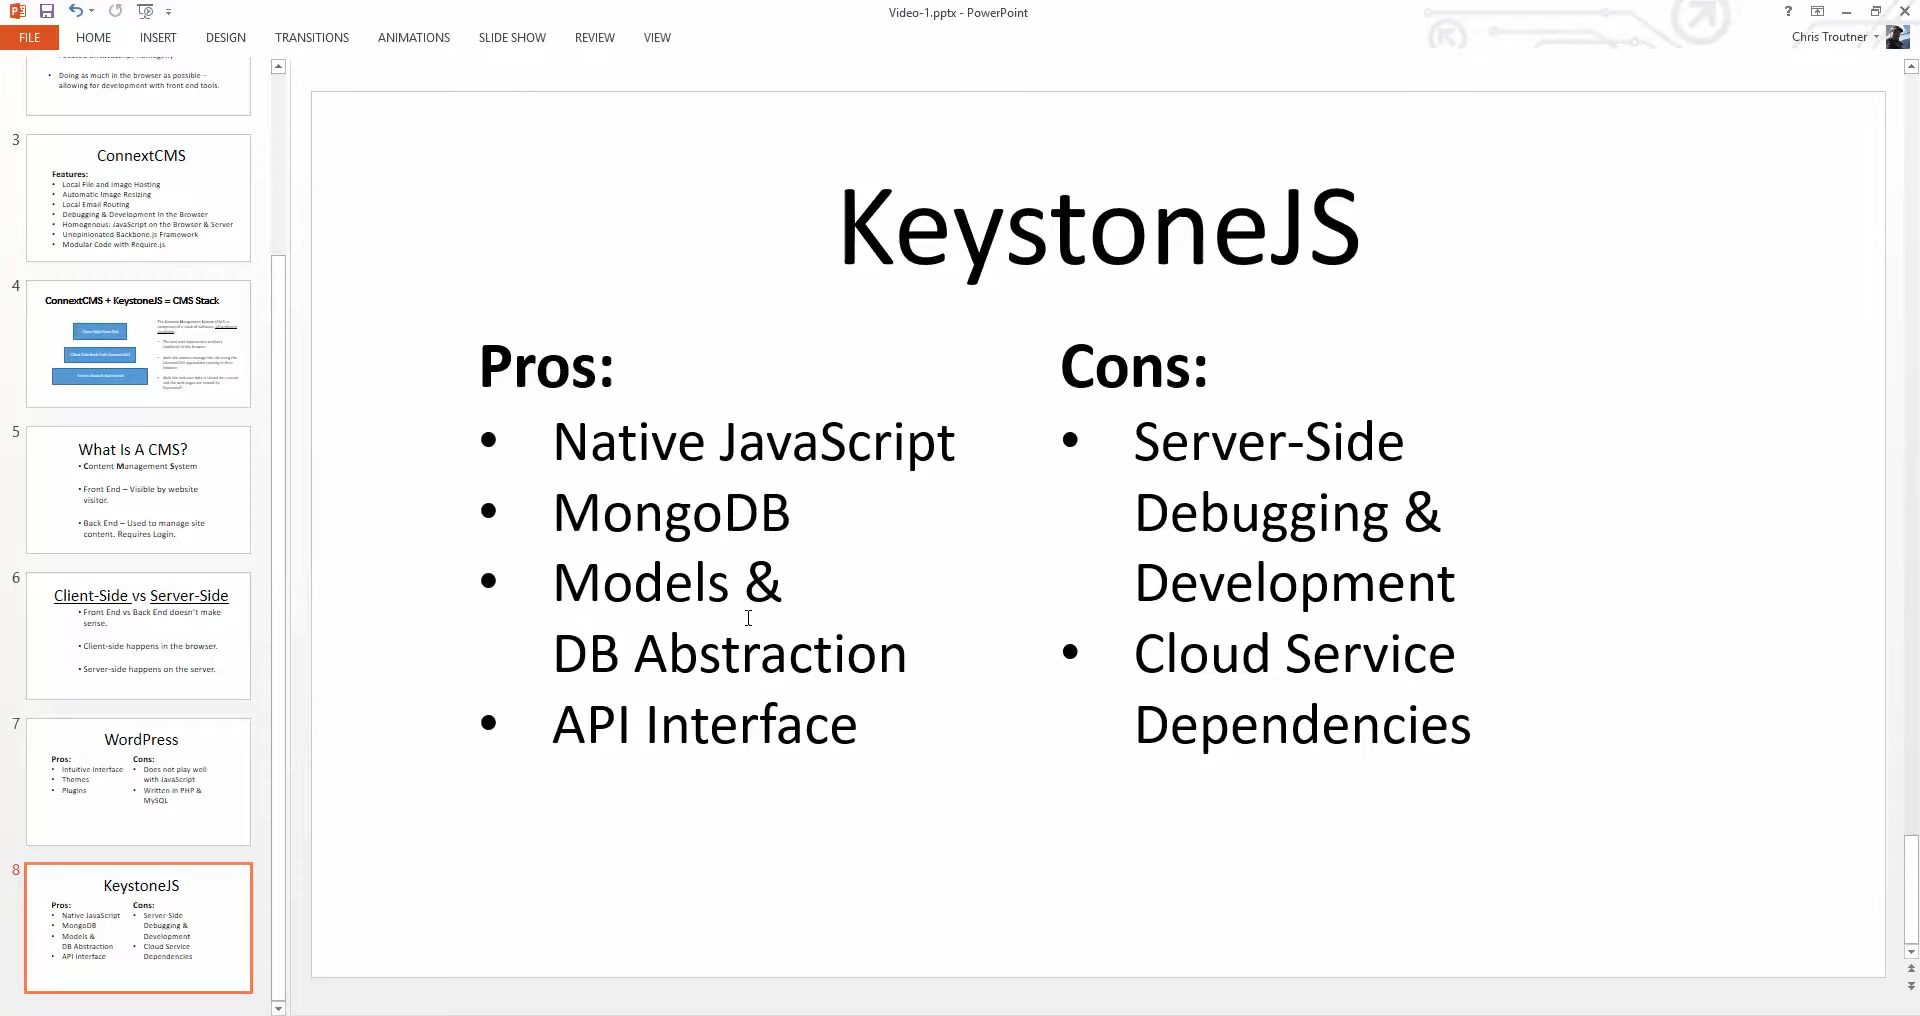 Video-1.pptx - PowerPoint
?
FILE HOME INSERT DESIGN TRANSITIONS ANIMATIONS SLIDE SHOW REVIEW VIEW
Chris Troutner
• Doing as much in the browser as possible –
allowing for development with front end tools.
3
ConnextCMS
Features:
• Local File and Image Hosting
• Automatic Image Resizing
• Local Email Routing
• Debugging & Development In the Browser
• Homogenous: JavaScript on the Browser & Server
• Unopinionated Backbone.js Framework
• Modular Code with Require.js
4
ConnextCMS + KeystoneJS = CMS Stack
5
What Is A CMS?
• Content Management System
• Front End – Visible by website
visitor.
• Back End – Used to manage site
content. Requires Login.
6
Client-Side vs Server-Side
• Front End vs Back End doesn't make
sense.
• Client-side happens in the browser.
• Server-side happens on the server.
7
WordPress
Pros:
• Intuitive Interface
• Themes
• Plugins
Cons:
• Does not play well
with JavaScript
• Written in PHP &
MySQL
8
KeystoneJS
Pros:
• Native JavaScript
• MongoDB
• Models &
DB Abstraction
• API Interface
Cons:
• Server-Side
Debugging &
Development
• Cloud Service
Dependencies
KeystoneJS
Pros:
• Native JavaScript
• MongoDB
• Models &
DB Abstraction
• API Interface
Cons:
• Server-Side
Debugging &
Development
• Cloud Service
Dependencies